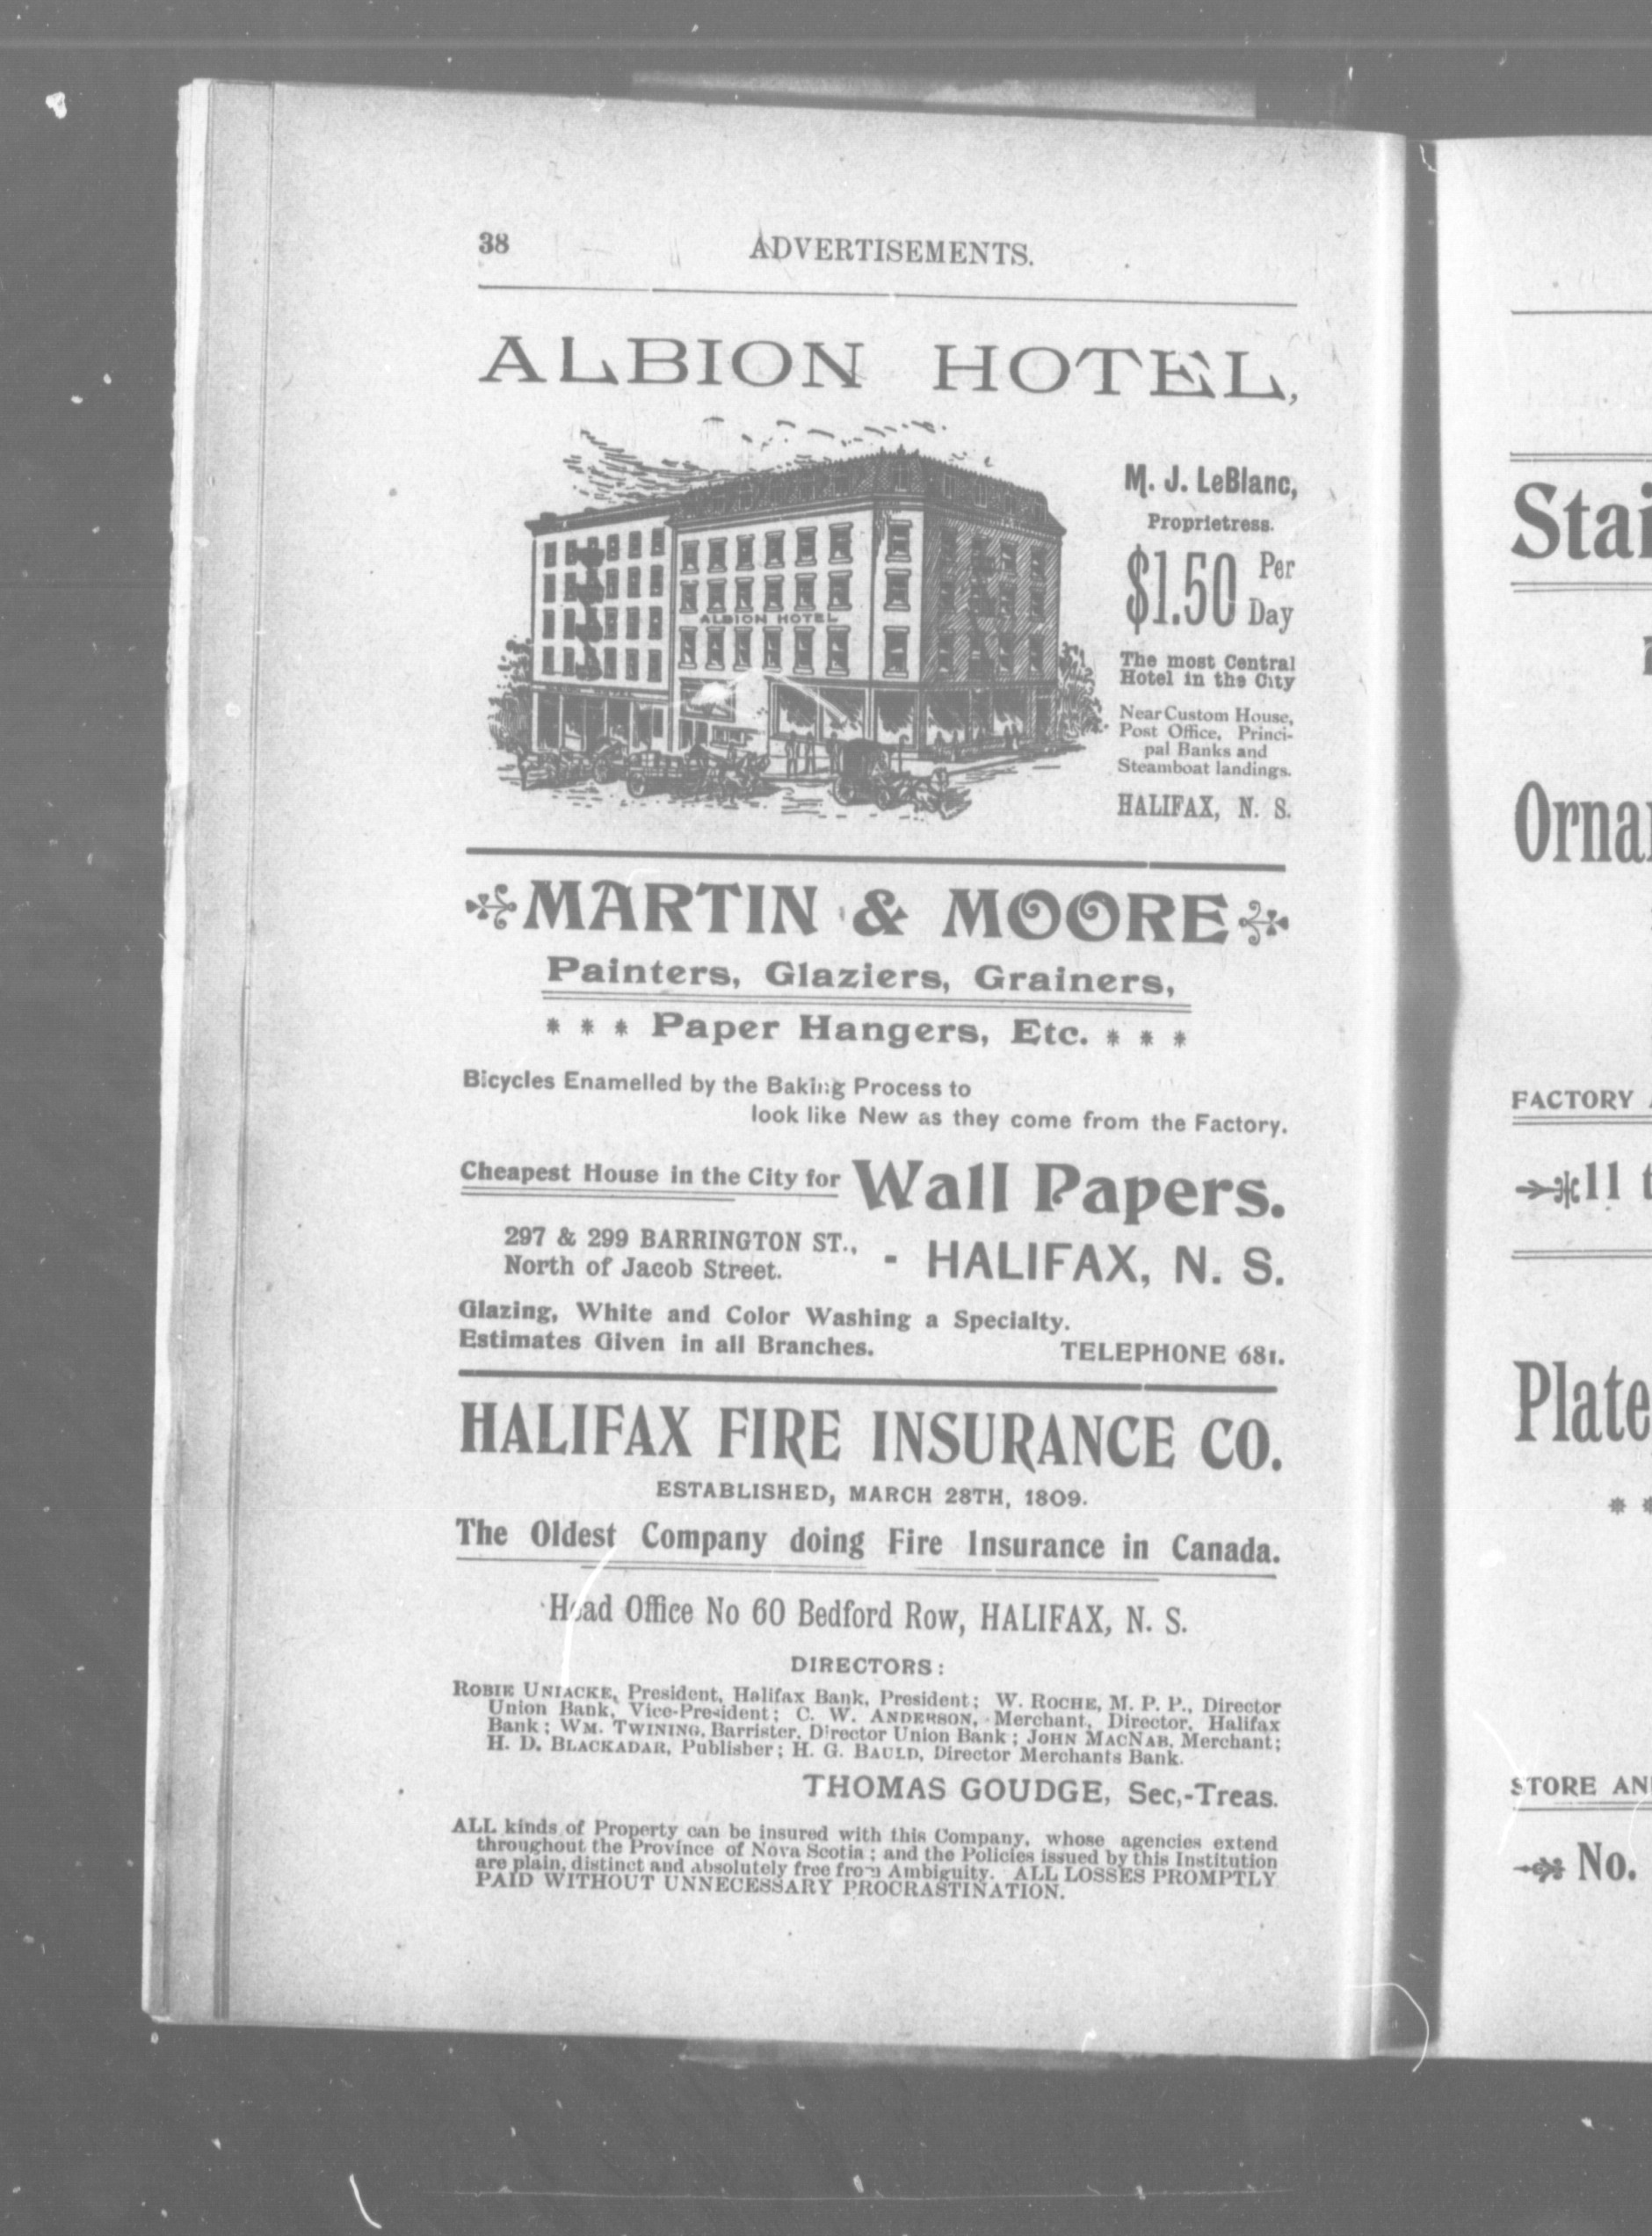 38 ADVERTISEMENTS.
ALBION HOTEL,
ALBION HOTEL
M. J. LeBlanc,
Proprietress.
$1.50 Per Day
The most Central
Hotel in the City
Near Custom House,
Post Office, Princi-
pal Banks and
Steamboat landings.
HALIFAX, N. S.
MARTIN & MOORE
Painters, Glaziers, Grainers,
* * * Paper Hangers, Etc. * * *
Bicycles Enamelled by the Baking Process to
look like New as they come from the Factory.
Cheapest House in the City for Wall Papers.
297 & 299 BARRINGTON ST.,
North of Jacob Street.
- HALIFAX, N. S.
Glazing, White and Color Washing a Specialty.
Estimates Given in all Branches. TELEPHONE 681.
HALIFAX FIRE INSURANCE CO.
ESTABLISHED, MARCH 28TH, 1809.
The Oldest Company doing Fire Insurance in Canada.
Head Office No 60 Bedford Row, HALIFAX, N. S.
DIRECTORS:
ROBIE UNIACKE, President, Halifax Bank, President; W. ROCHE, M. P. P., Director
Union Bank, Vice-President; C. W. ANDERSON, Merchant, Director, Halifax
Bank; WM. TWINING, Barrister, Director Union Bank; JOHN MACNAB, Merchant;
H. D. BLACKADAR, Publisher; H. G. BAULD, Director Merchants Bank.
THOMAS GOUDGE, Sec,-Treas.
ALL kinds of Property can be insured with this Company, whose agencies extend
throughout the Province of Nova Scotia; and the Policies issued by this Institution
are plain, distinct and absolutely free from Ambiguity. ALL LOSSES PROMPTLY
PAID WITHOUT UNNECESSARY PROCRASTINATION.
Stai
Orna
FACTORY
11 t
Plate
* *
STORE AN
No.